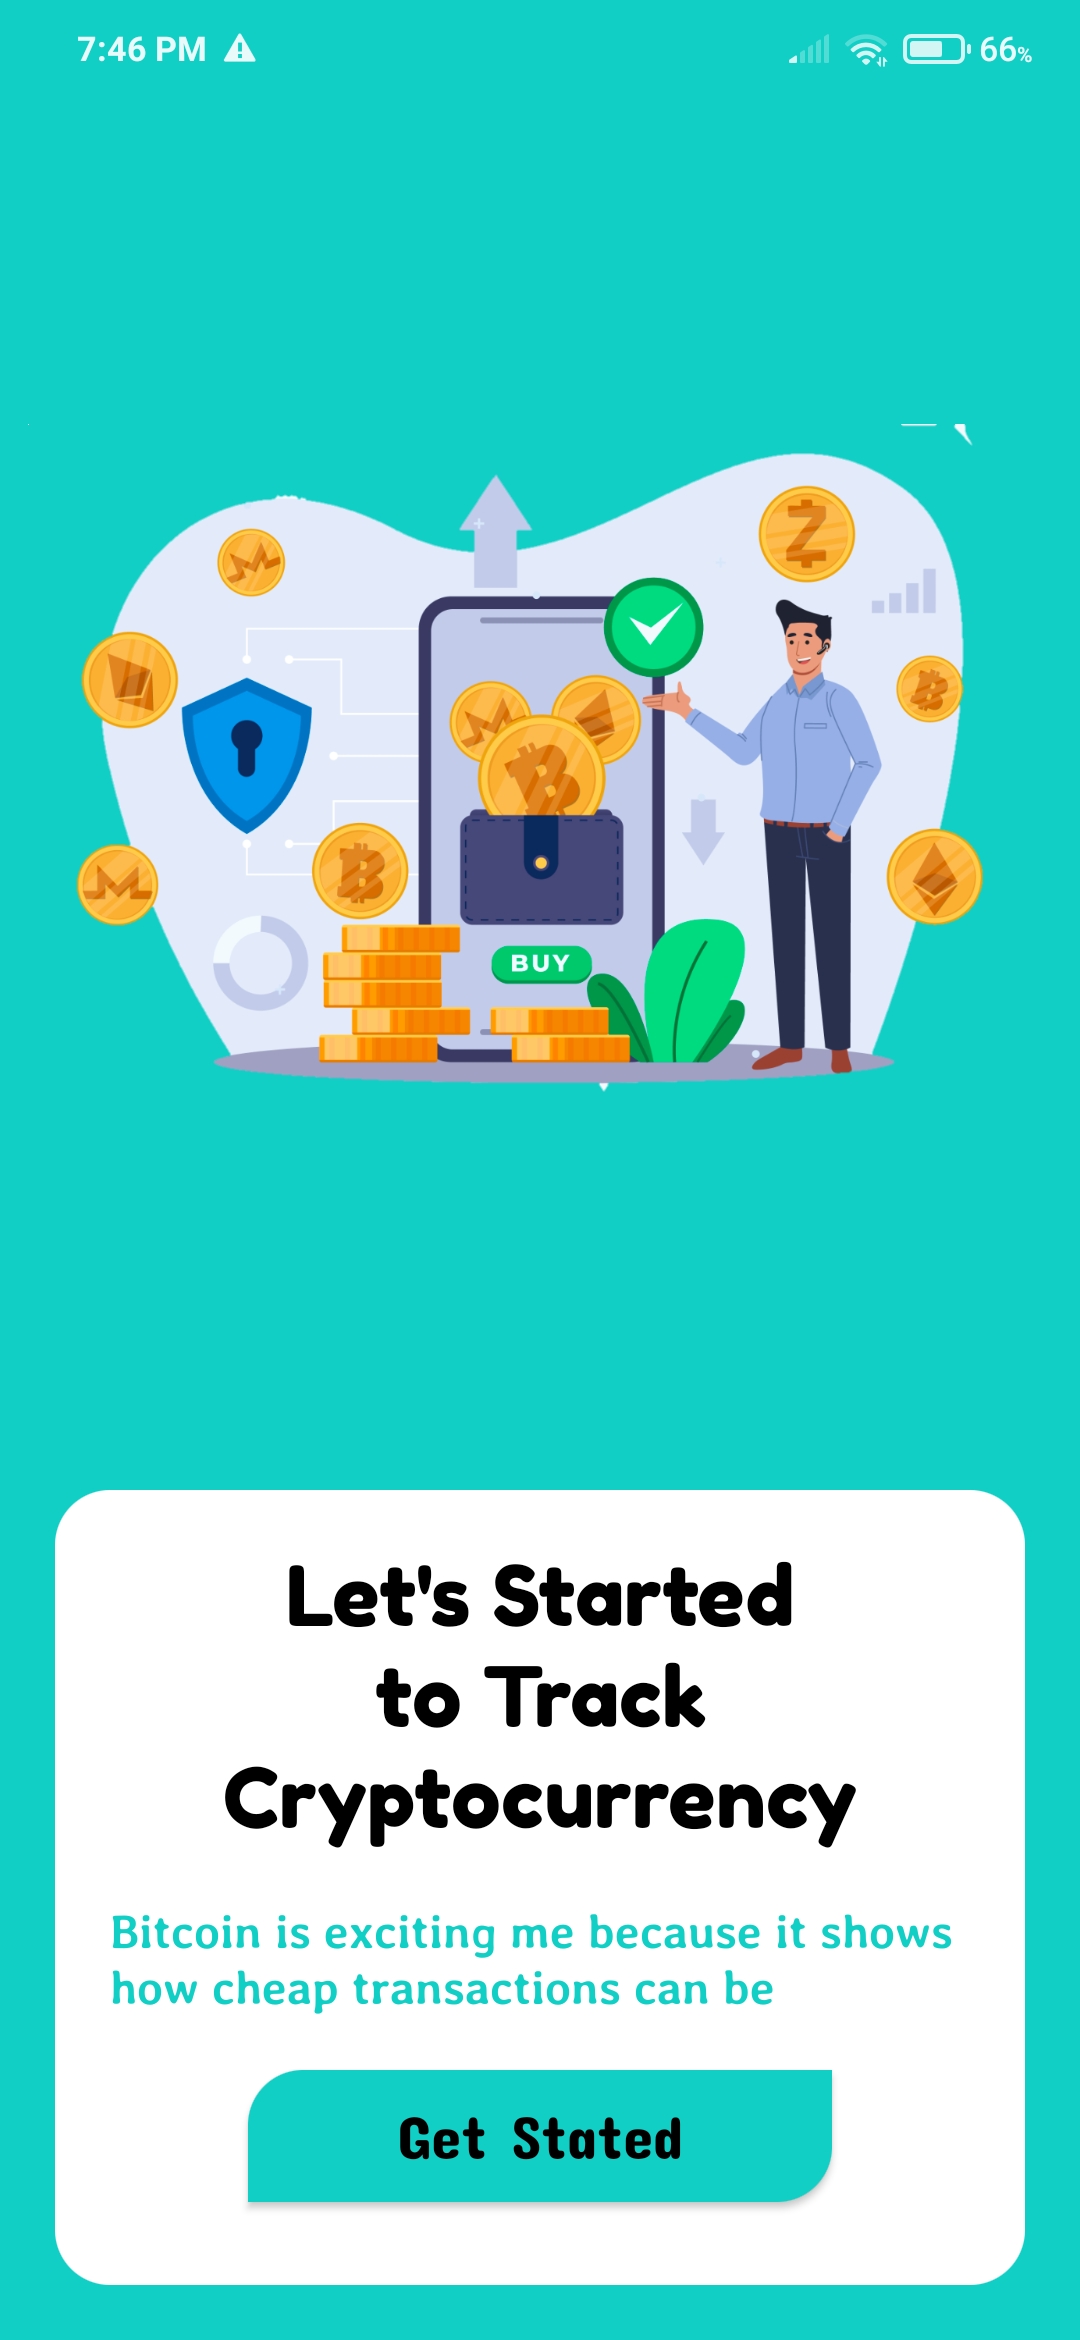 7:46 PM
66%
BUY
Let's Started
to Track
Cryptocurrency
Bitcoin is exciting me because it shows
how cheap transactions can be
Get Stated